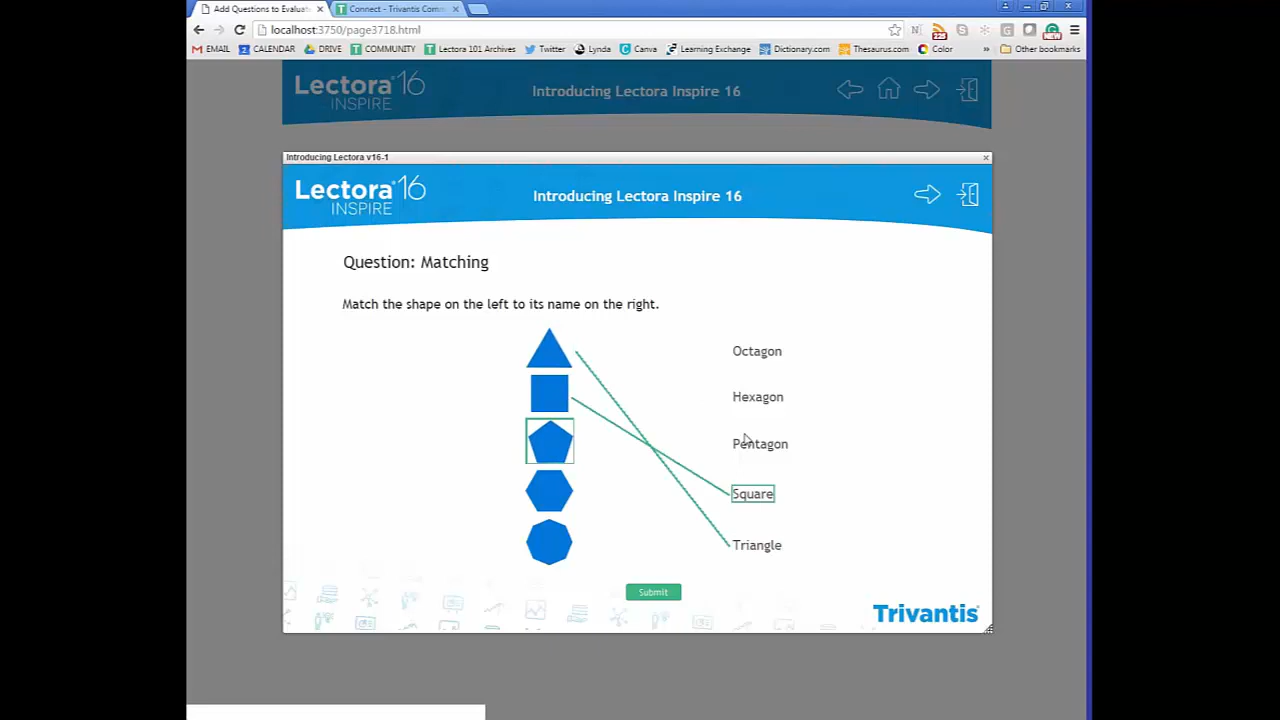 Add Questions to Evaluat × Connect - Trivantis Comm ×
localhost:3750/page3718.html
EMAIL CALENDAR DRIVE COMMUNITY Lectora 101 Archives Twitter Lynda Canva Learning Exchange Dictionary.com Thesaurus.com Color » Other bookmarks
Lectora 16
INSPIRE
Introducing Lectora Inspire 16
Introducing Lectora v16-1
Lectora 16
INSPIRE
Introducing Lectora Inspire 16
Question: Matching
Match the shape on the left to its name on the right.
Octagon
Hexagon
Pentagon
Square
Triangle
Submit
Trivantis